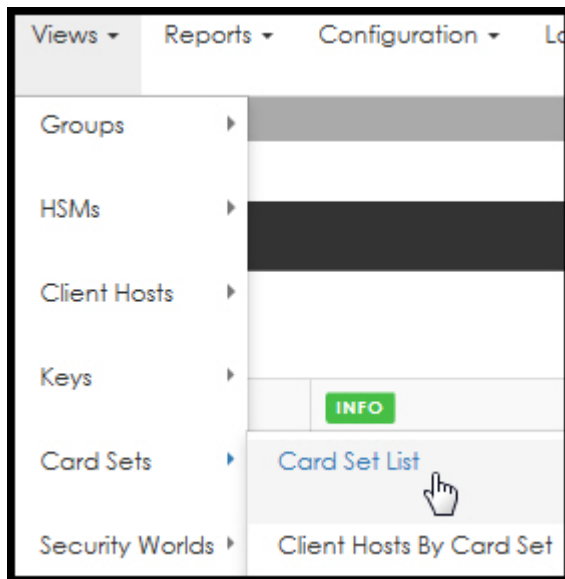 Views Reports Configuration
Groups
HSMs
Client Hosts
Keys
INFO
Card Sets Card Set List
Security Worlds Client Hosts By Card Set